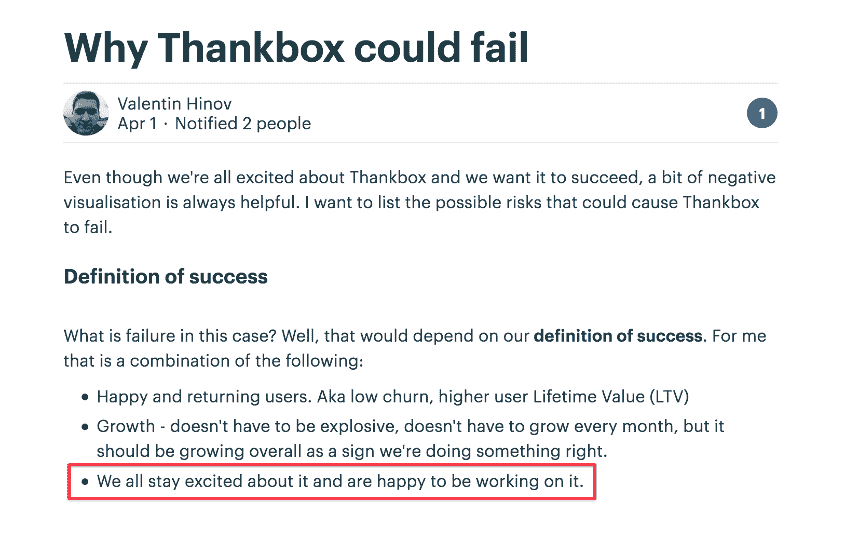 Why Thankbox could fail
Valentin Hinov
Apr 1 · Notified 2 people
1
Even though we're all excited about Thankbox and we want it to succeed, a bit of negative
visualisation is always helpful. I want to list the possible risks that could cause Thankbox
to fail.
Definition of success
What is failure in this case? Well, that would depend on our definition of success. For me
that is a combination of the following:
• Happy and returning users. Aka low churn, higher user Lifetime Value (LTV)
• Growth - doesn't have to be explosive, doesn't have to grow every month, but it
should be growing overall as a sign we're doing something right.
• We all stay excited about it and are happy to be working on it.